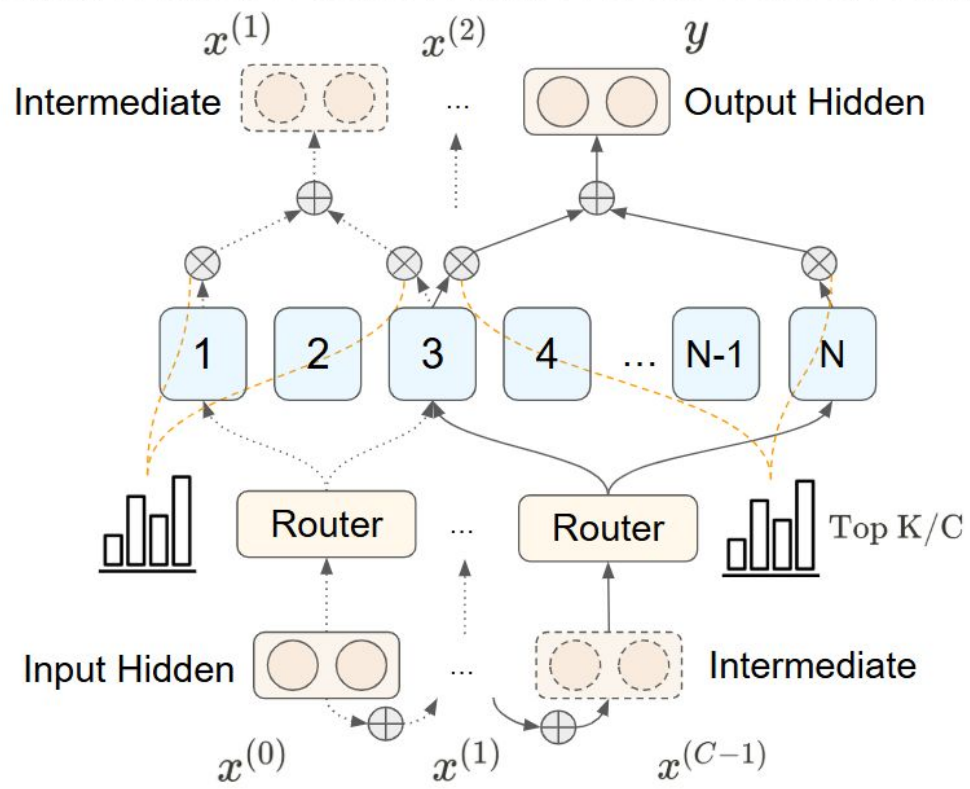 x^{(1)} x^{(2)} y
Intermediate ... Output Hidden
1 2 3 4 ... N-1 N
Router ... Router Top K/C
Input Hidden ... Intermediate
x^{(0)} x^{(1)} x^{(C-1)}